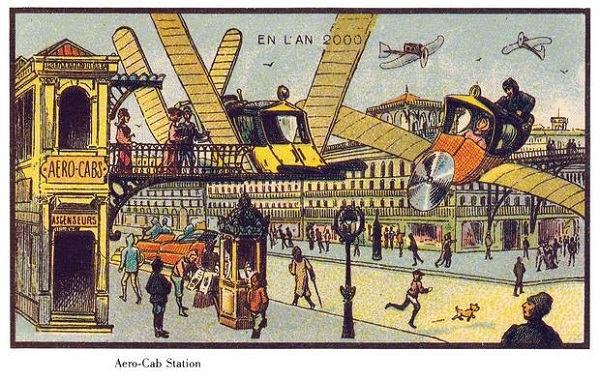 EN L'AN 2000
AERO-CABS
ASCENSEURS
Aero-Cab Station